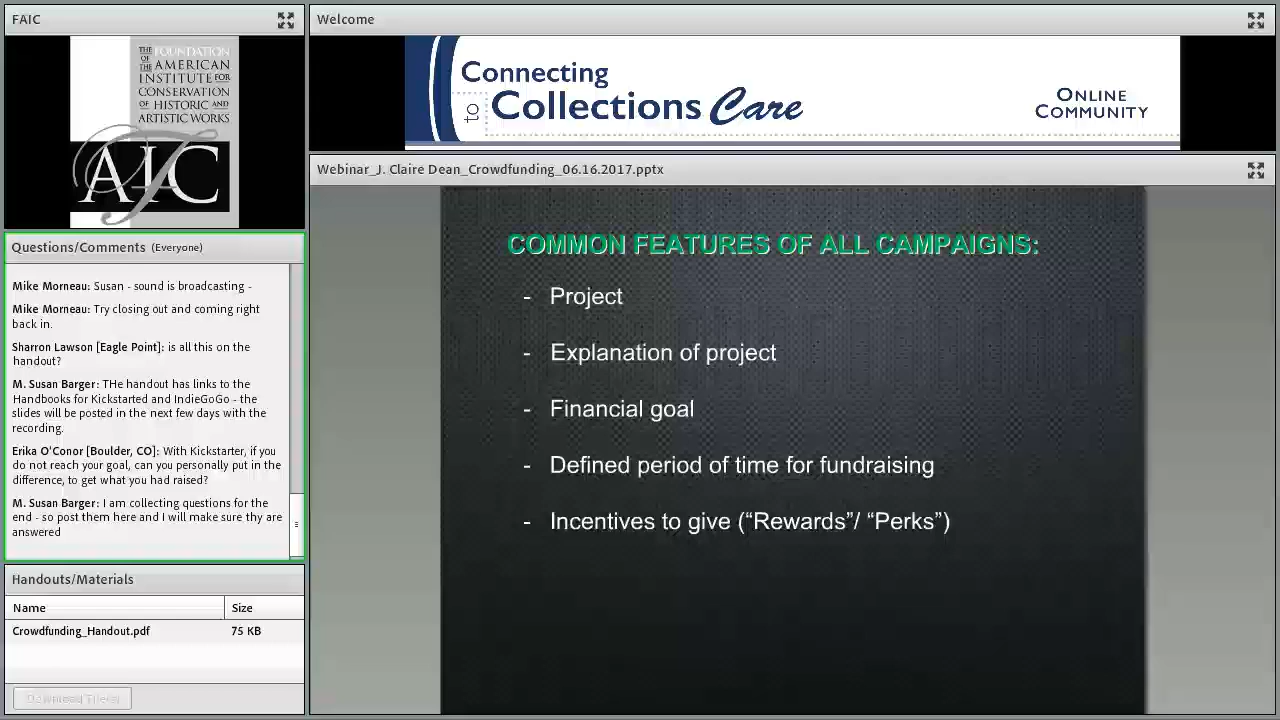 FAIC
THE FOUNDATION
OF THE AMERICAN
INSTITUTE FOR
CONSERVATION
OF HISTORIC AND
ARTISTIC WORKS
FAIC
Questions/Comments (Everyone)
Mike Morneau: Susan - sound is broadcasting -
Mike Morneau: Try closing out and coming right
back in.
Sharron Lawson [Eagle Point]: is all this on the
handout?
M. Susan Barger: THe handout has links to the
Handbooks for Kickstarted and IndieGoGo - the
slides will be posted in the next few days with the
recording.
Erika O'Conor [Boulder, CO]: With Kickstarter, if you
do not reach your goal, can you personally put in the
difference, to get what you had raised?
M. Susan Barger: I am collecting questions for the
end - so post them here and I will make sure thy are
answered
Handouts/Materials
Name Size
Crowdfunding_Handout.pdf 75 KB
Download File(s)
Welcome
Connecting
to Collections Care
ONLINE
COMMUNITY
Webinar_J. Claire Dean_Crowdfunding_06.16.2017.pptx
COMMON FEATURES OF ALL CAMPAIGNS:
- Project
- Explanation of project
- Financial goal
- Defined period of time for fundraising
- Incentives to give (“Rewards”/ “Perks”)